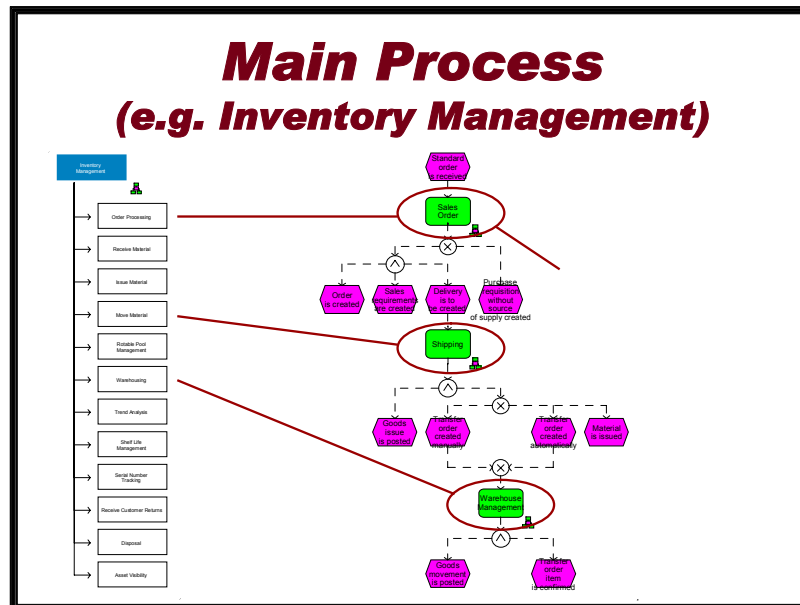 Main Process
(e.g. Inventory Management)
Inventory
Management
Order Processing
Receive Material
Issue Material
Move Material
Rotable Pool
Management
Warehousing
Trend Analysis
Shelf Life
Management
Serial Number
Tracking
Receive Customer Returns
Disposal
Asset Visibility
Standard
order
is received
Sales
Order
Order
is created
Sales
requirements
are created
Delivery
is to
be created
Purchase
requisition
without
source
of supply created
Shipping
Goods
issue
is posted
Transfer
order
created
manually
Transfer
order
created
automatically
Material
is issued
Warehouse
Management
Goods
movement
is posted
Transfer
order
item
is confirmed